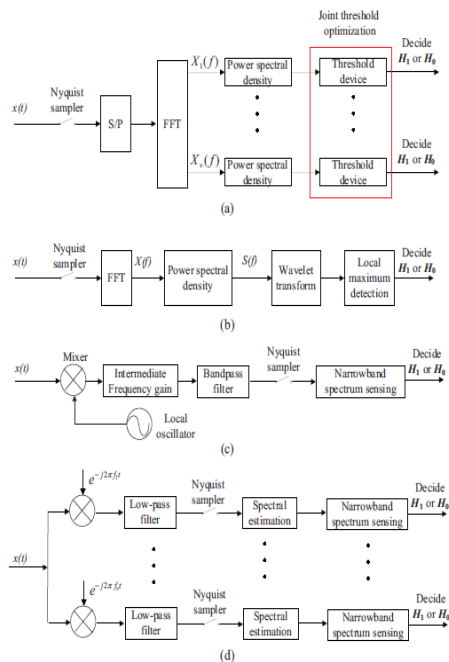 Joint threshold
optimization
Decide
H₁ or H₀
X₁(f)
Nyquist
sampler
x(t)
S/P
FFT
Power spectral
density
Threshold
device
Decide
H₁ or H₀
Xᵥ(f)
Power spectral
density
Threshold
device
(a)
Nyquist
sampler
x(t)
FFT
X(f)
Power spectral
density
S(f)
Wavelet
transform
Local
maximum
detection
Decide
H₁ or H₀
(b)
x(t)
Mixer
Intermediate
Frequency gain
Bandpass
filter
Nyquist
sampler
Narrowband
spectrum sensing
Decide
H₁ or H₀
Local
oscillator
(c)
Nyquist
sampler
Low-pass
filter
Spectral
estimation
Narrowband
spectrum sensing
Decide
H₁ or H₀
x(t)
Nyquist
sampler
Low-pass
filter
Spectral
estimation
Narrowband
spectrum sensing
Decide
H₁ or H₀
(d)